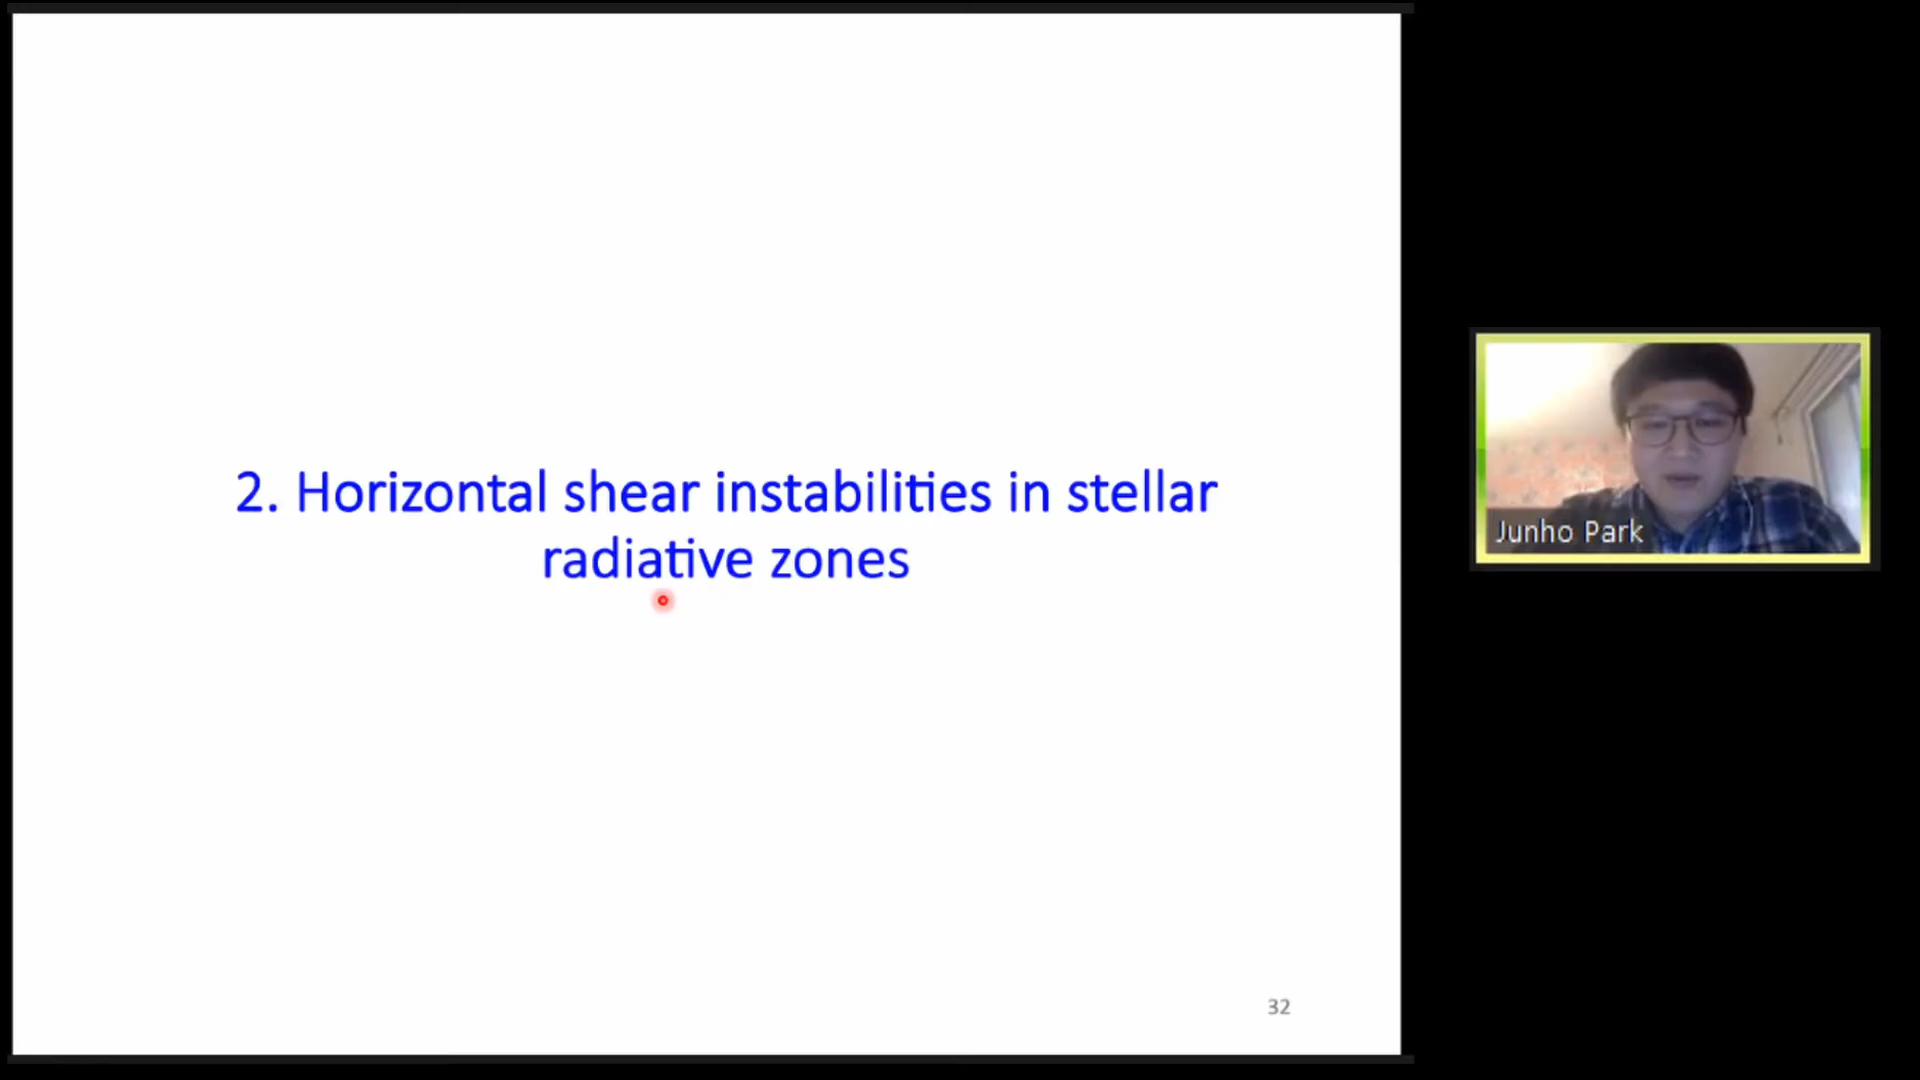 2. Horizontal shear instabilities in stellar
radiative zones
Junho Park
32